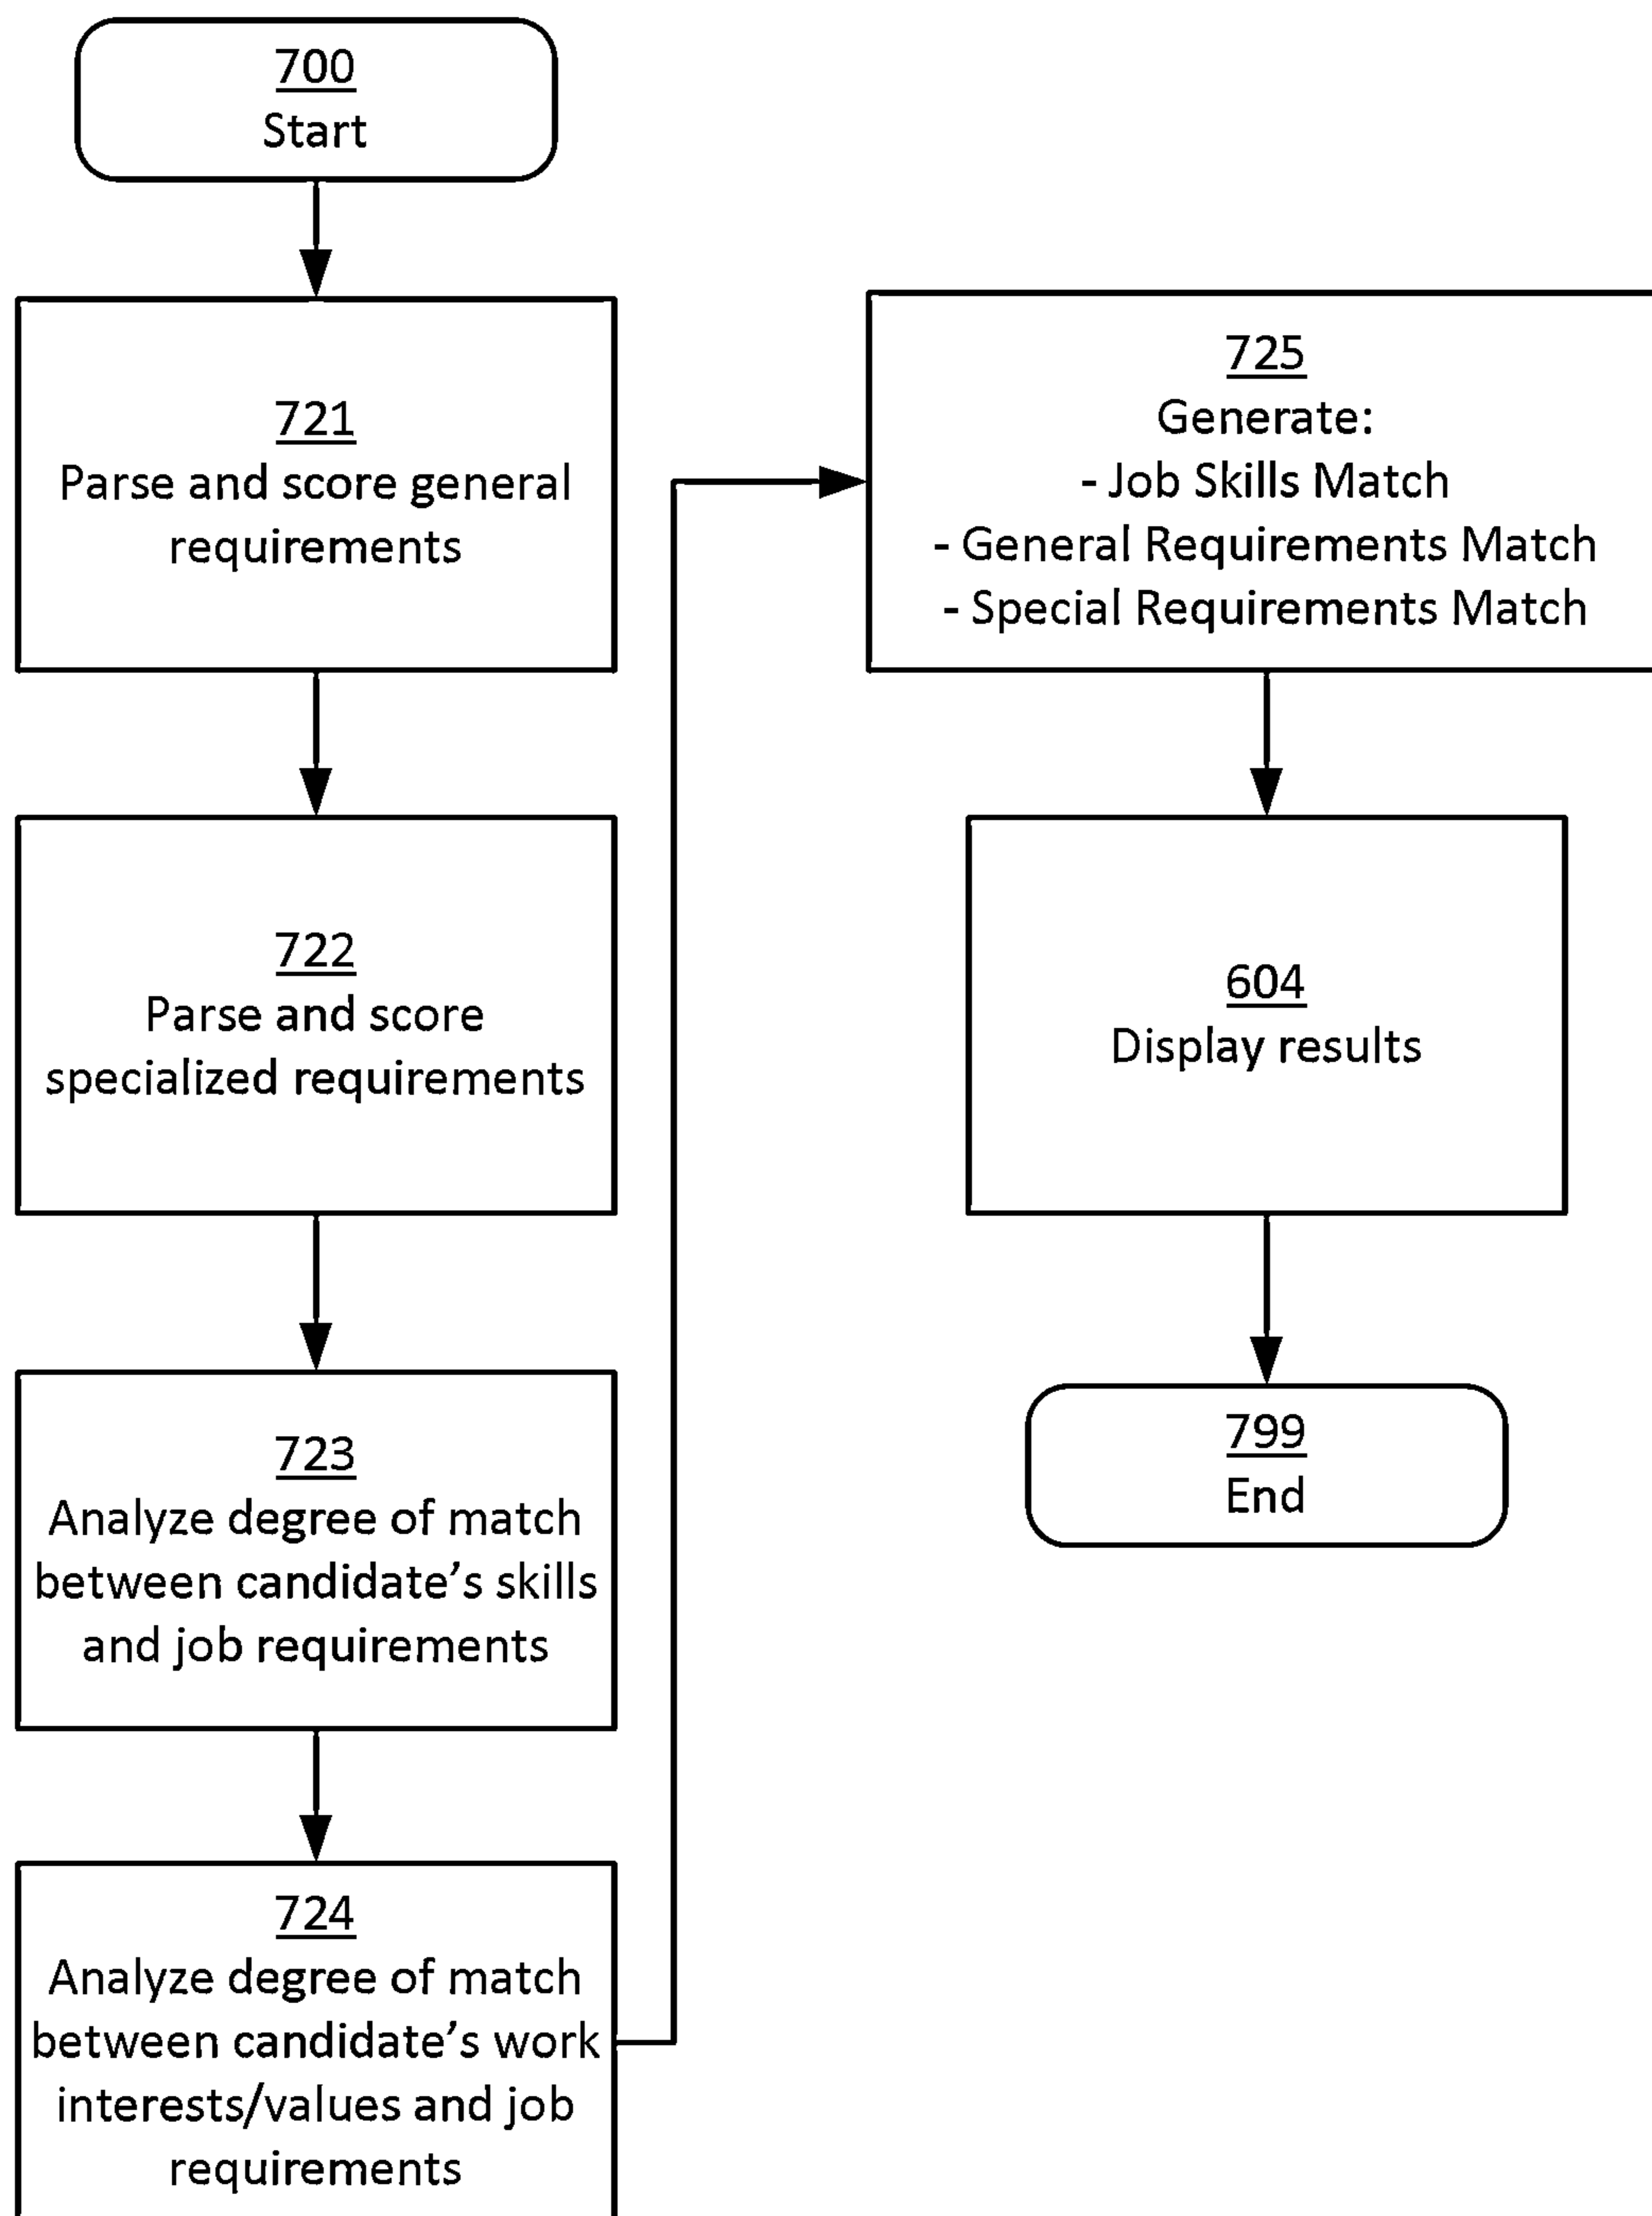 700
Start
721
Parse and score general
requirements
722
Parse and score
specialized requirements
723
Analyze degree of match
between candidate’s skills
and job requirements
724
Analyze degree of match
between candidate’s work
interests/values and job
requirements
725
Generate:
- Job Skills Match
- General Requirements Match
- Special Requirements Match
604
Display results
799
End